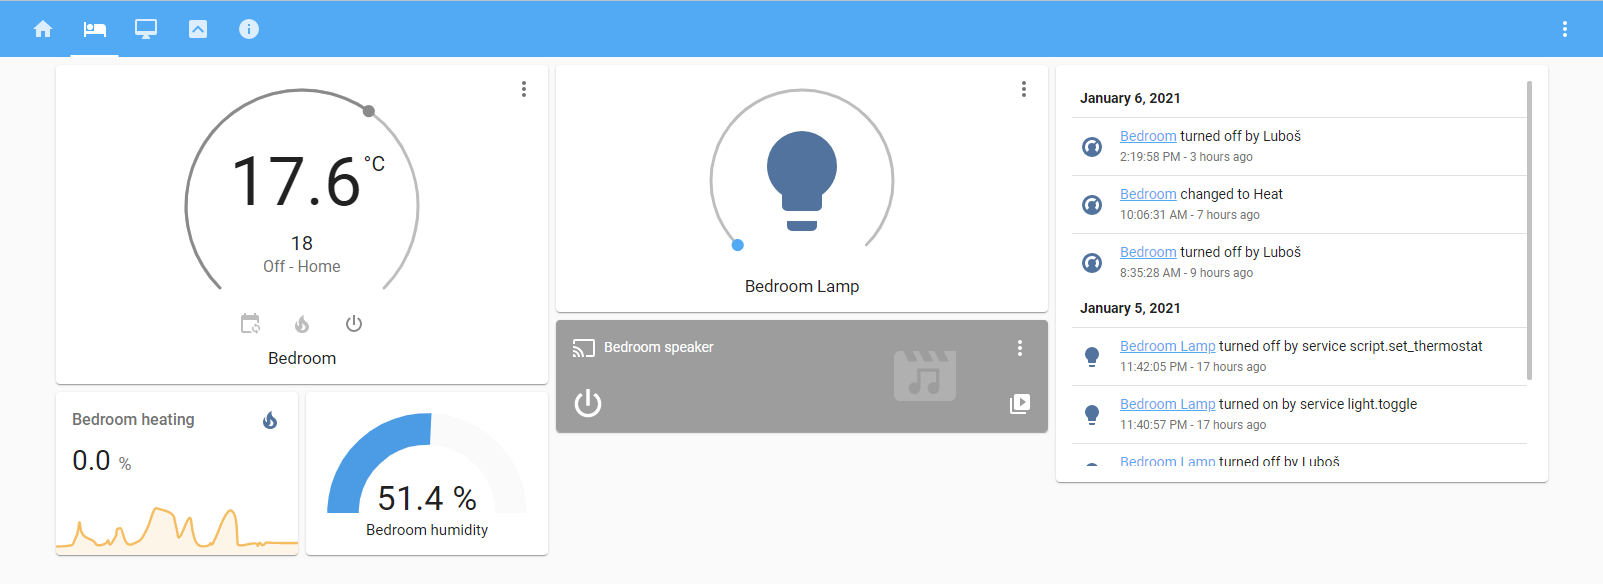 17.6 °C
18
Off - Home
Bedroom
Bedroom heating
0.0 %
51.4 %
Bedroom humidity
Bedroom Lamp
Bedroom speaker
January 6, 2021
Bedroom turned off by Luboš
2:19:58 PM - 3 hours ago
Bedroom changed to Heat
10:06:31 AM - 7 hours ago
Bedroom turned off by Luboš
8:35:28 AM - 9 hours ago
January 5, 2021
Bedroom Lamp turned off by service script.set_thermostat
11:42:05 PM - 17 hours ago
Bedroom Lamp turned on by service light.toggle
11:40:57 PM - 17 hours ago
Bedroom Lamp turned off by Luboš